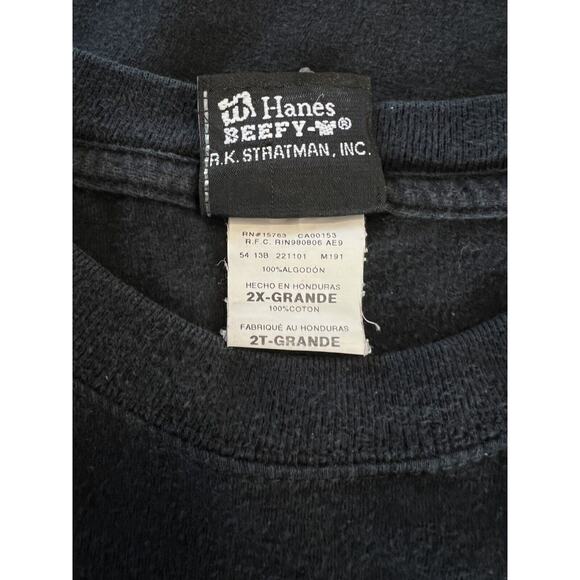 Hanes
BEEFY-®
R.K. STRATMAN, INC.
RN#15763 CA00153
R.F.C. RIN980806 AE9
54 13B 221101 M191
100%ALGODÓN
HECHO EN HONDURAS
2X-GRANDE
100%COTON
FABRIQUÉ AU HONDURAS
2T-GRANDE